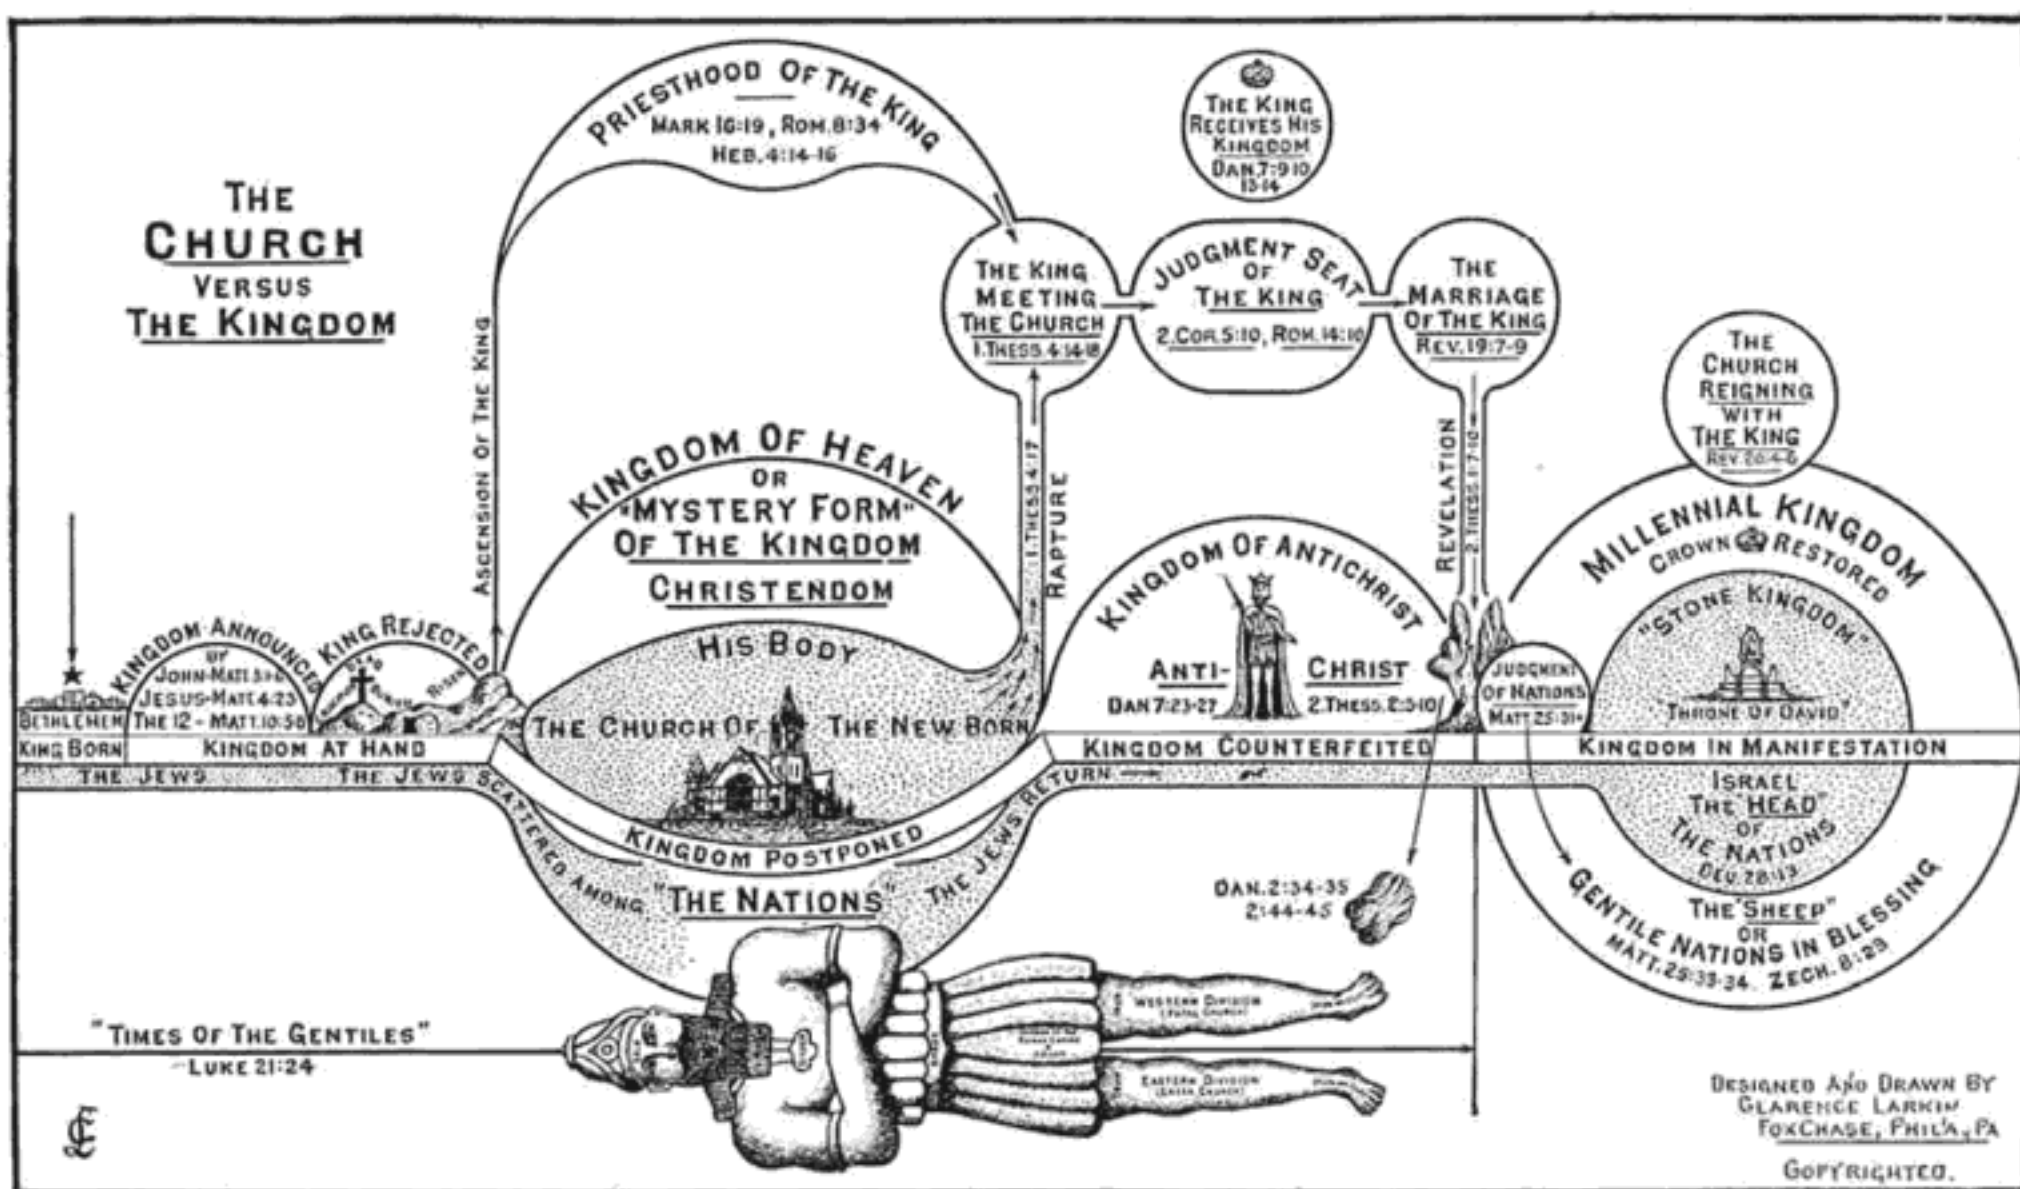 THE
CHURCH
VERSUS
THE KINGDOM
PRIESTHOOD OF THE KING
MARK 16:19, ROM. 8:34
HEB. 4:14-16
ASCENSION OF THE KING
THE KING
RECEIVES HIS
KINGDOM
DAN. 7:9-10
13-14
THE KING
MEETING
THE CHURCH
1. THESS. 4:14-18
JUDGMENT SEAT
OF
THE KING
2. COR. 5:10, ROM. 14:10
THE
MARRIAGE
OF THE KING
REV. 19:7-9
1. THESS. 4:17
RAPTURE
REVELATION
2. THESS. 1:7-10
THE
CHURCH
REIGNING
WITH
THE KING
REV. 20:4-6
KINGDOM OF HEAVEN
OR
"MYSTERY FORM"
OF THE KINGDOM
CHRISTENDOM
HIS BODY
THE CHURCH OF THE NEW BORN
BETHLEHEM
KING BORN
KINGDOM ANNOUNCED
BY
JOHN-MATT.
JESUS-MATT. 4:23
THE 12 - MATT.
KINGDOM AT HAND
KING REJECTED
RISEN
KINGDOM OF ANTICHRIST
ANTI- CHRIST
DAN 7:23-27 2. THESS. 2:3-10
KINGDOM COUNTERFEITED
JUDGMENT
OF NATIONS
MATT. 25:31+
MILLENNIAL KINGDOM
CROWN RESTORED
"STONE KINGDOM"
"THRONE OF DAVID"
KINGDOM IN MANIFESTATION
ISRAEL
THE "HEAD"
OF
THE NATIONS
DEU. 28:13
THE "SHEEP"
OR
GENTILE NATIONS IN BLESSING
MATT. 25:33-34. ZECH. 8:23
THE JEWS
THE JEWS SCATTERED AMONG
"THE NATIONS"
THE JEWS RETURN
KINGDOM POSTPONED
DAN. 2:34-35
2:44-45
"TIMES OF THE GENTILES"
LUKE 21:24
WESTERN DIVISION
EASTERN DIVISION
(GREEK CHURCH)
DESIGNED AND DRAWN BY
CLARENCE LARKIN
FOX CHASE, PHIL'A., PA
COPYRIGHTED.